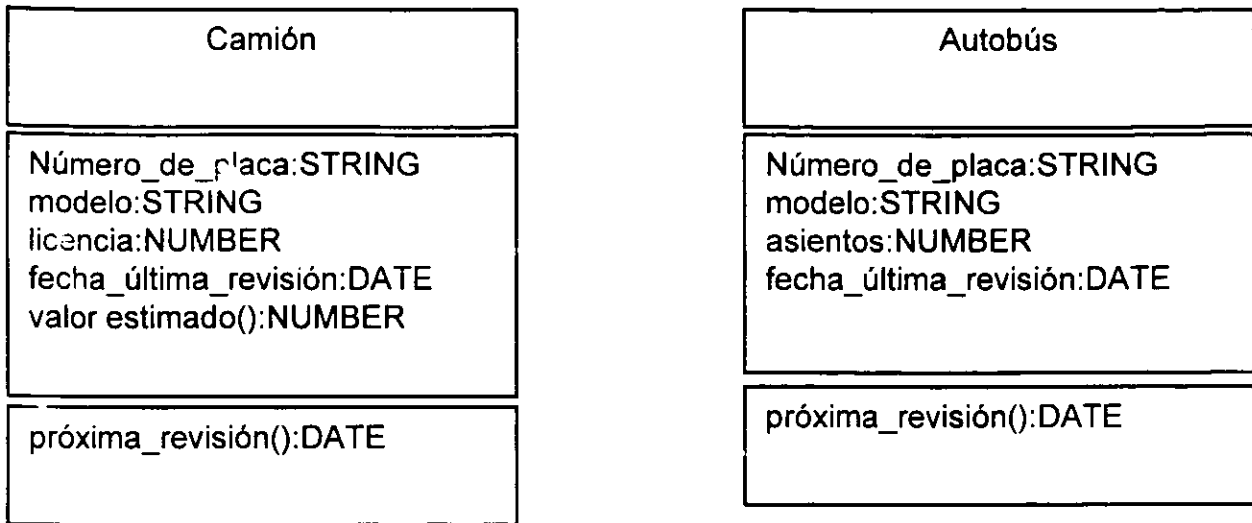 Camión
Número_de_placa:STRING
modelo:STRING
licencia:NUMBER
fecha_última_revisión:DATE
valor estimado():NUMBER
próxima_revisión():DATE
Autobús
Número_de_placa:STRING
modelo:STRING
asientos:NUMBER
fecha_última_revisión:DATE
próxima_revisión():DATE